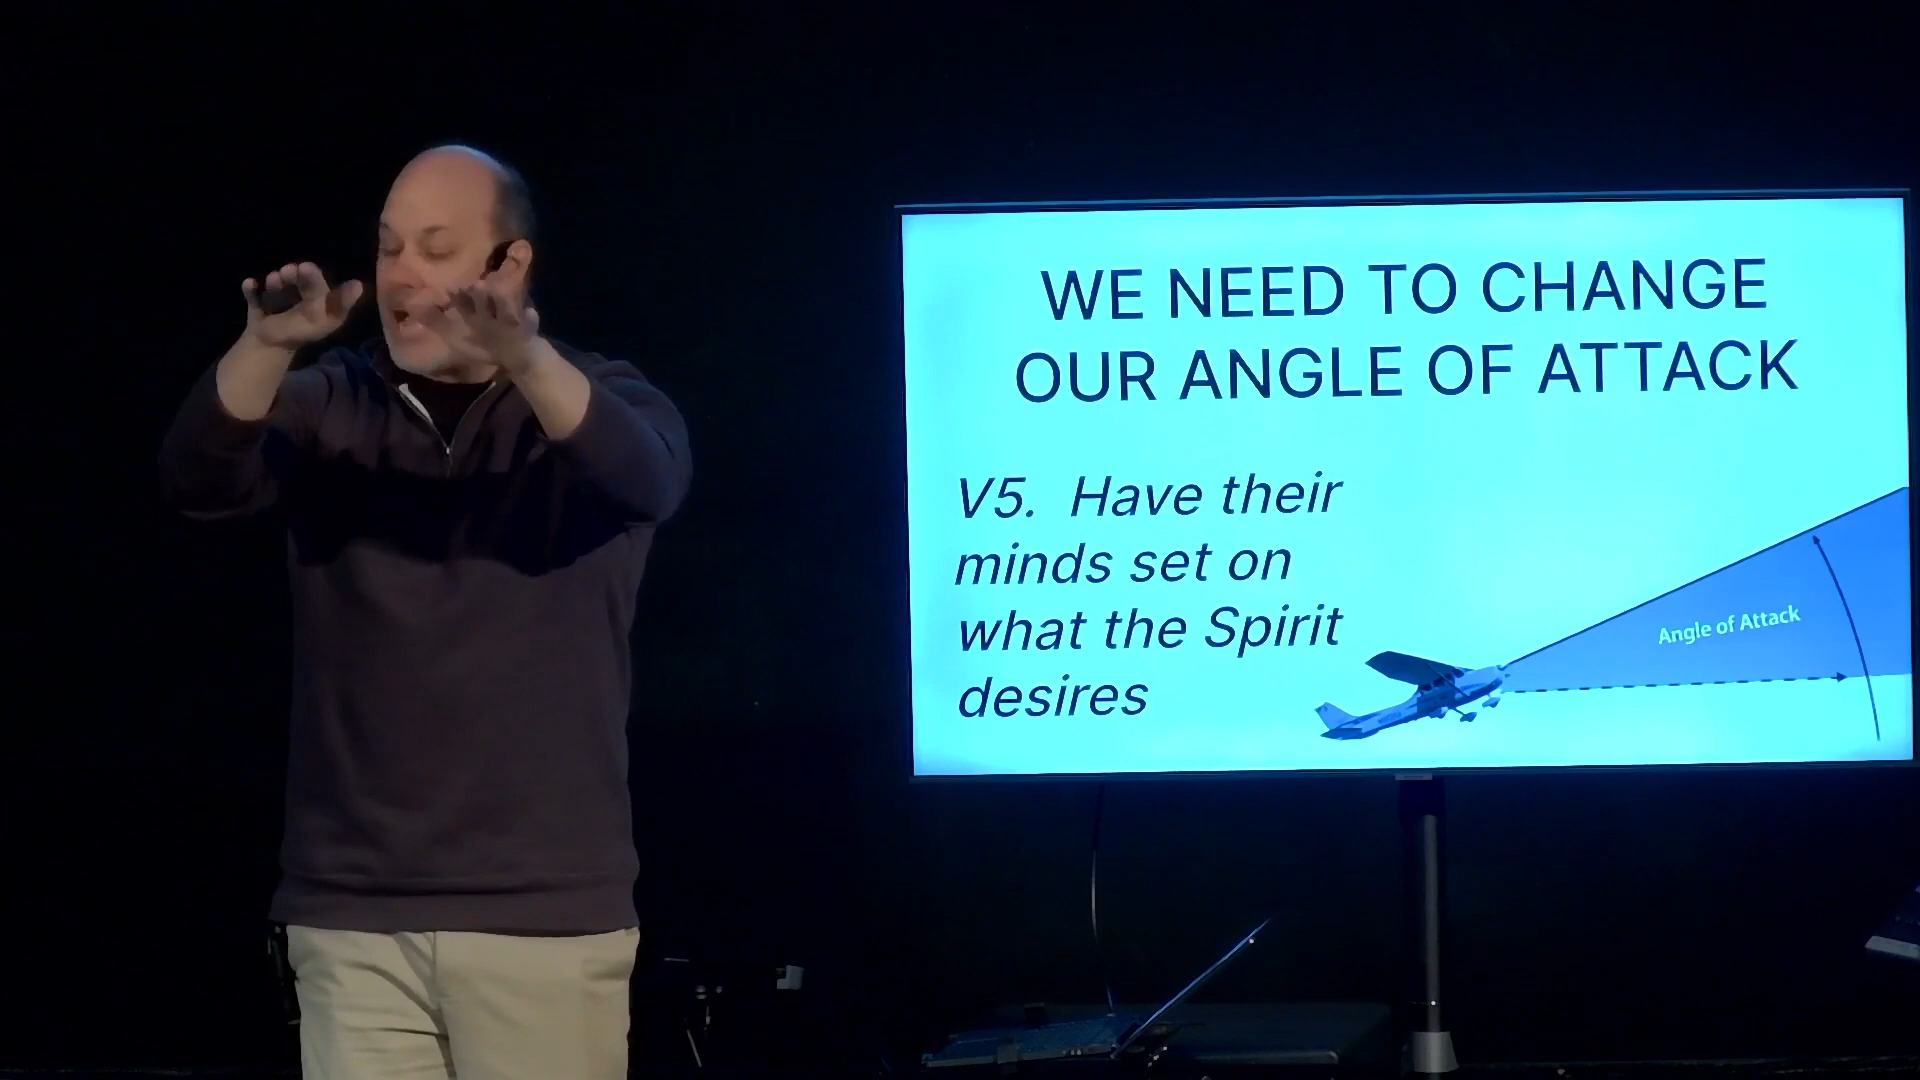 WE NEED TO CHANGE
OUR ANGLE OF ATTACK
V5. Have their
minds set on
what the Spirit
desires
Angle of Attack